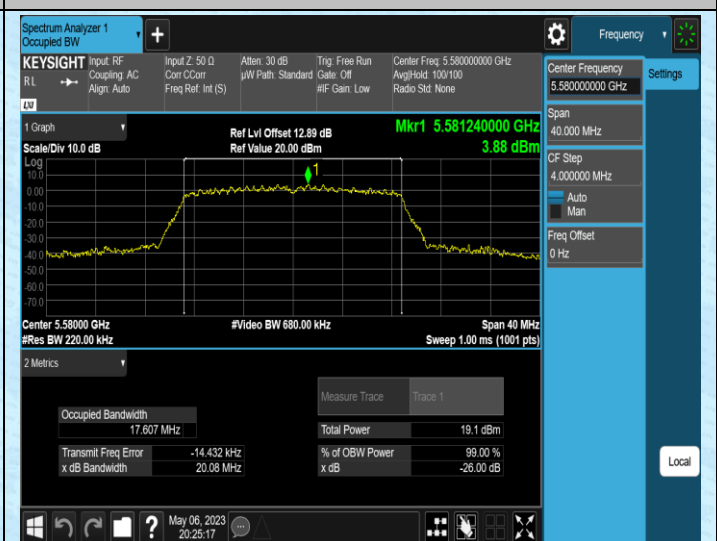 Spectrum Analyzer 1
Occupied BW
+
Frequency
KEYSIGHT
RL
LXI
Input: RF
Coupling: AC
Align: Auto
Input Z: 50 Ω
Corr CCorr
Freq Ref: Int (S)
Atten: 30 dB
µW Path: Standard
Trig: Free Run
Gate: Off
#IF Gain: Low
Center Freq: 5.580000000 GHz
Avg|Hold: 100/100
Radio Std: None
Center Frequency
5.580000000 GHz
Settings
Span
40.000 MHz
CF Step
4.000000 MHz
Auto
Man
Freq Offset
0 Hz
Local
1 Graph
Scale/Div 10.0 dB
Ref Lvl Offset 12.89 dB
Ref Value 20.00 dBm
Mkr1 5.581240000 GHz
3.88 dBm
Log
10.0
0.00
-10.0
-20.0
-30.0
-40.0
-50.0
-60.0
-70.0
1
Center 5.58000 GHz
#Res BW 220.00 kHz
#Video BW 680.00 kHz
Span 40 MHz
Sweep 1.00 ms (1001 pts)
2 Metrics
Measure Trace
Trace 1
Occupied Bandwidth
17.607 MHz
Total Power
19.1 dBm
Transmit Freq Error
-14.432 kHz
% of OBW Power
99.00 %
x dB Bandwidth
20.08 MHz
x dB
-26.00 dB
?
May 06, 2023
20:25:17